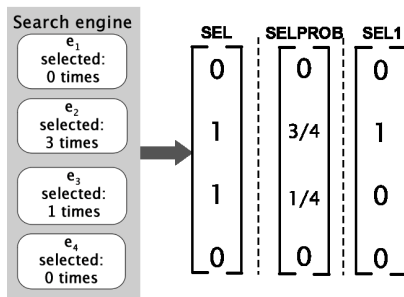 Search engine
e1
selected:
0 times
e2
selected:
3 times
e3
selected:
1 times
e4
selected:
0 times
SEL SELPROB SEL1
0 0 0
1 3/4 1
1 1/4 0
0 0 0